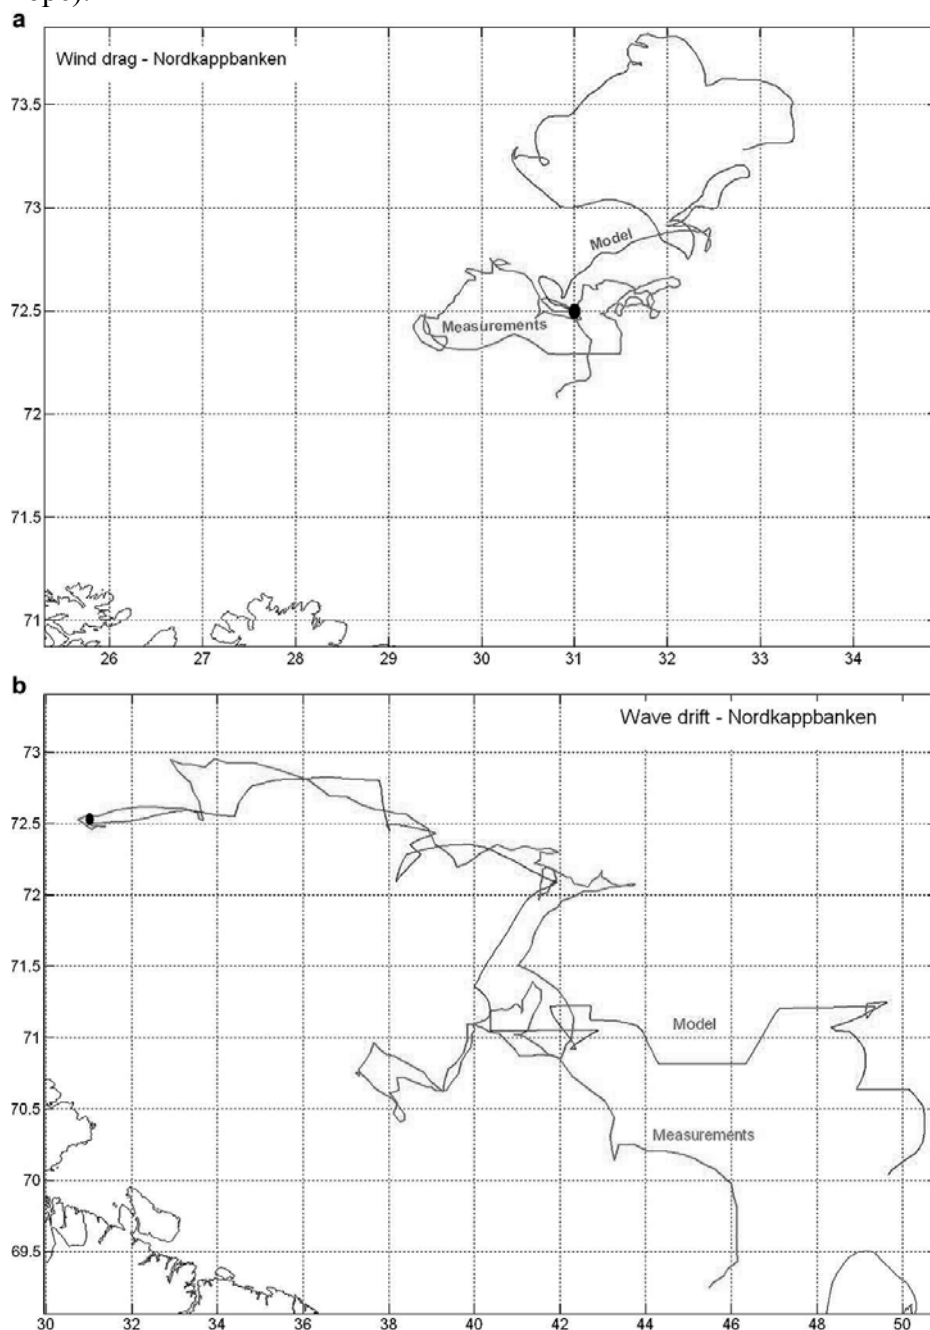 a
Wind drag - Nordkappbanken
73.5
73
Model
72.5
Measurements
72
71.5
71
26 27 28 29 30 31 32 33 34
b
Wave drift - Nordkappbanken
73
72.5
72
71.5
71
Model
70.5
Measurements
70
69.5
30 32 34 36 38 40 42 44 46 48 50